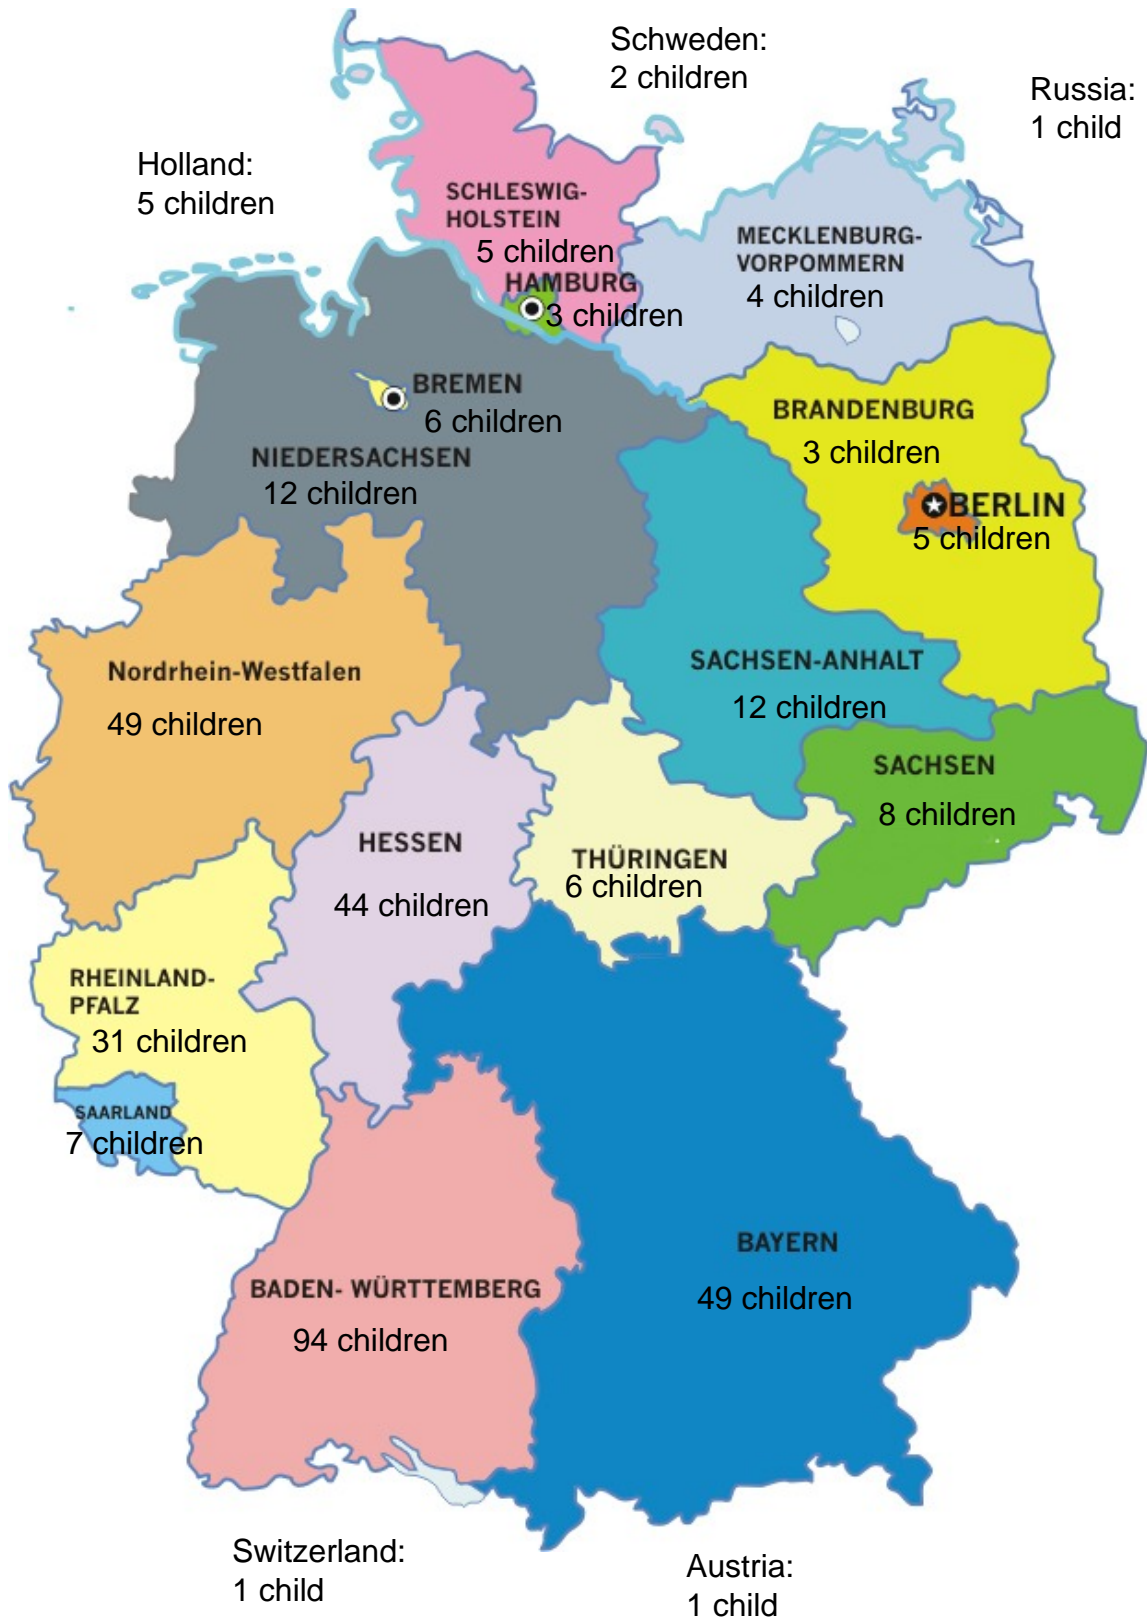 Schweden:
2 children
Russia:
1 child
Holland:
5 children
SCHLESWIG-
HOLSTEIN
5 children
HAMBURG
3 children
MECKLENBURG-
VORPOMMERN
4 children
BREMEN
6 children
NIEDERSACHSEN
12 children
BRANDENBURG
3 children
BERLIN
5 children
Nordrhein-Westfalen
49 children
SACHSEN-ANHALT
12 children
SACHSEN
8 children
HESSEN
44 children
THÜRINGEN
6 children
RHEINLAND-
PFALZ
31 children
SAARLAND
7 children
BAYERN
49 children
BADEN- WÜRTTEMBERG
94 children
Switzerland:
1 child
Austria:
1 child